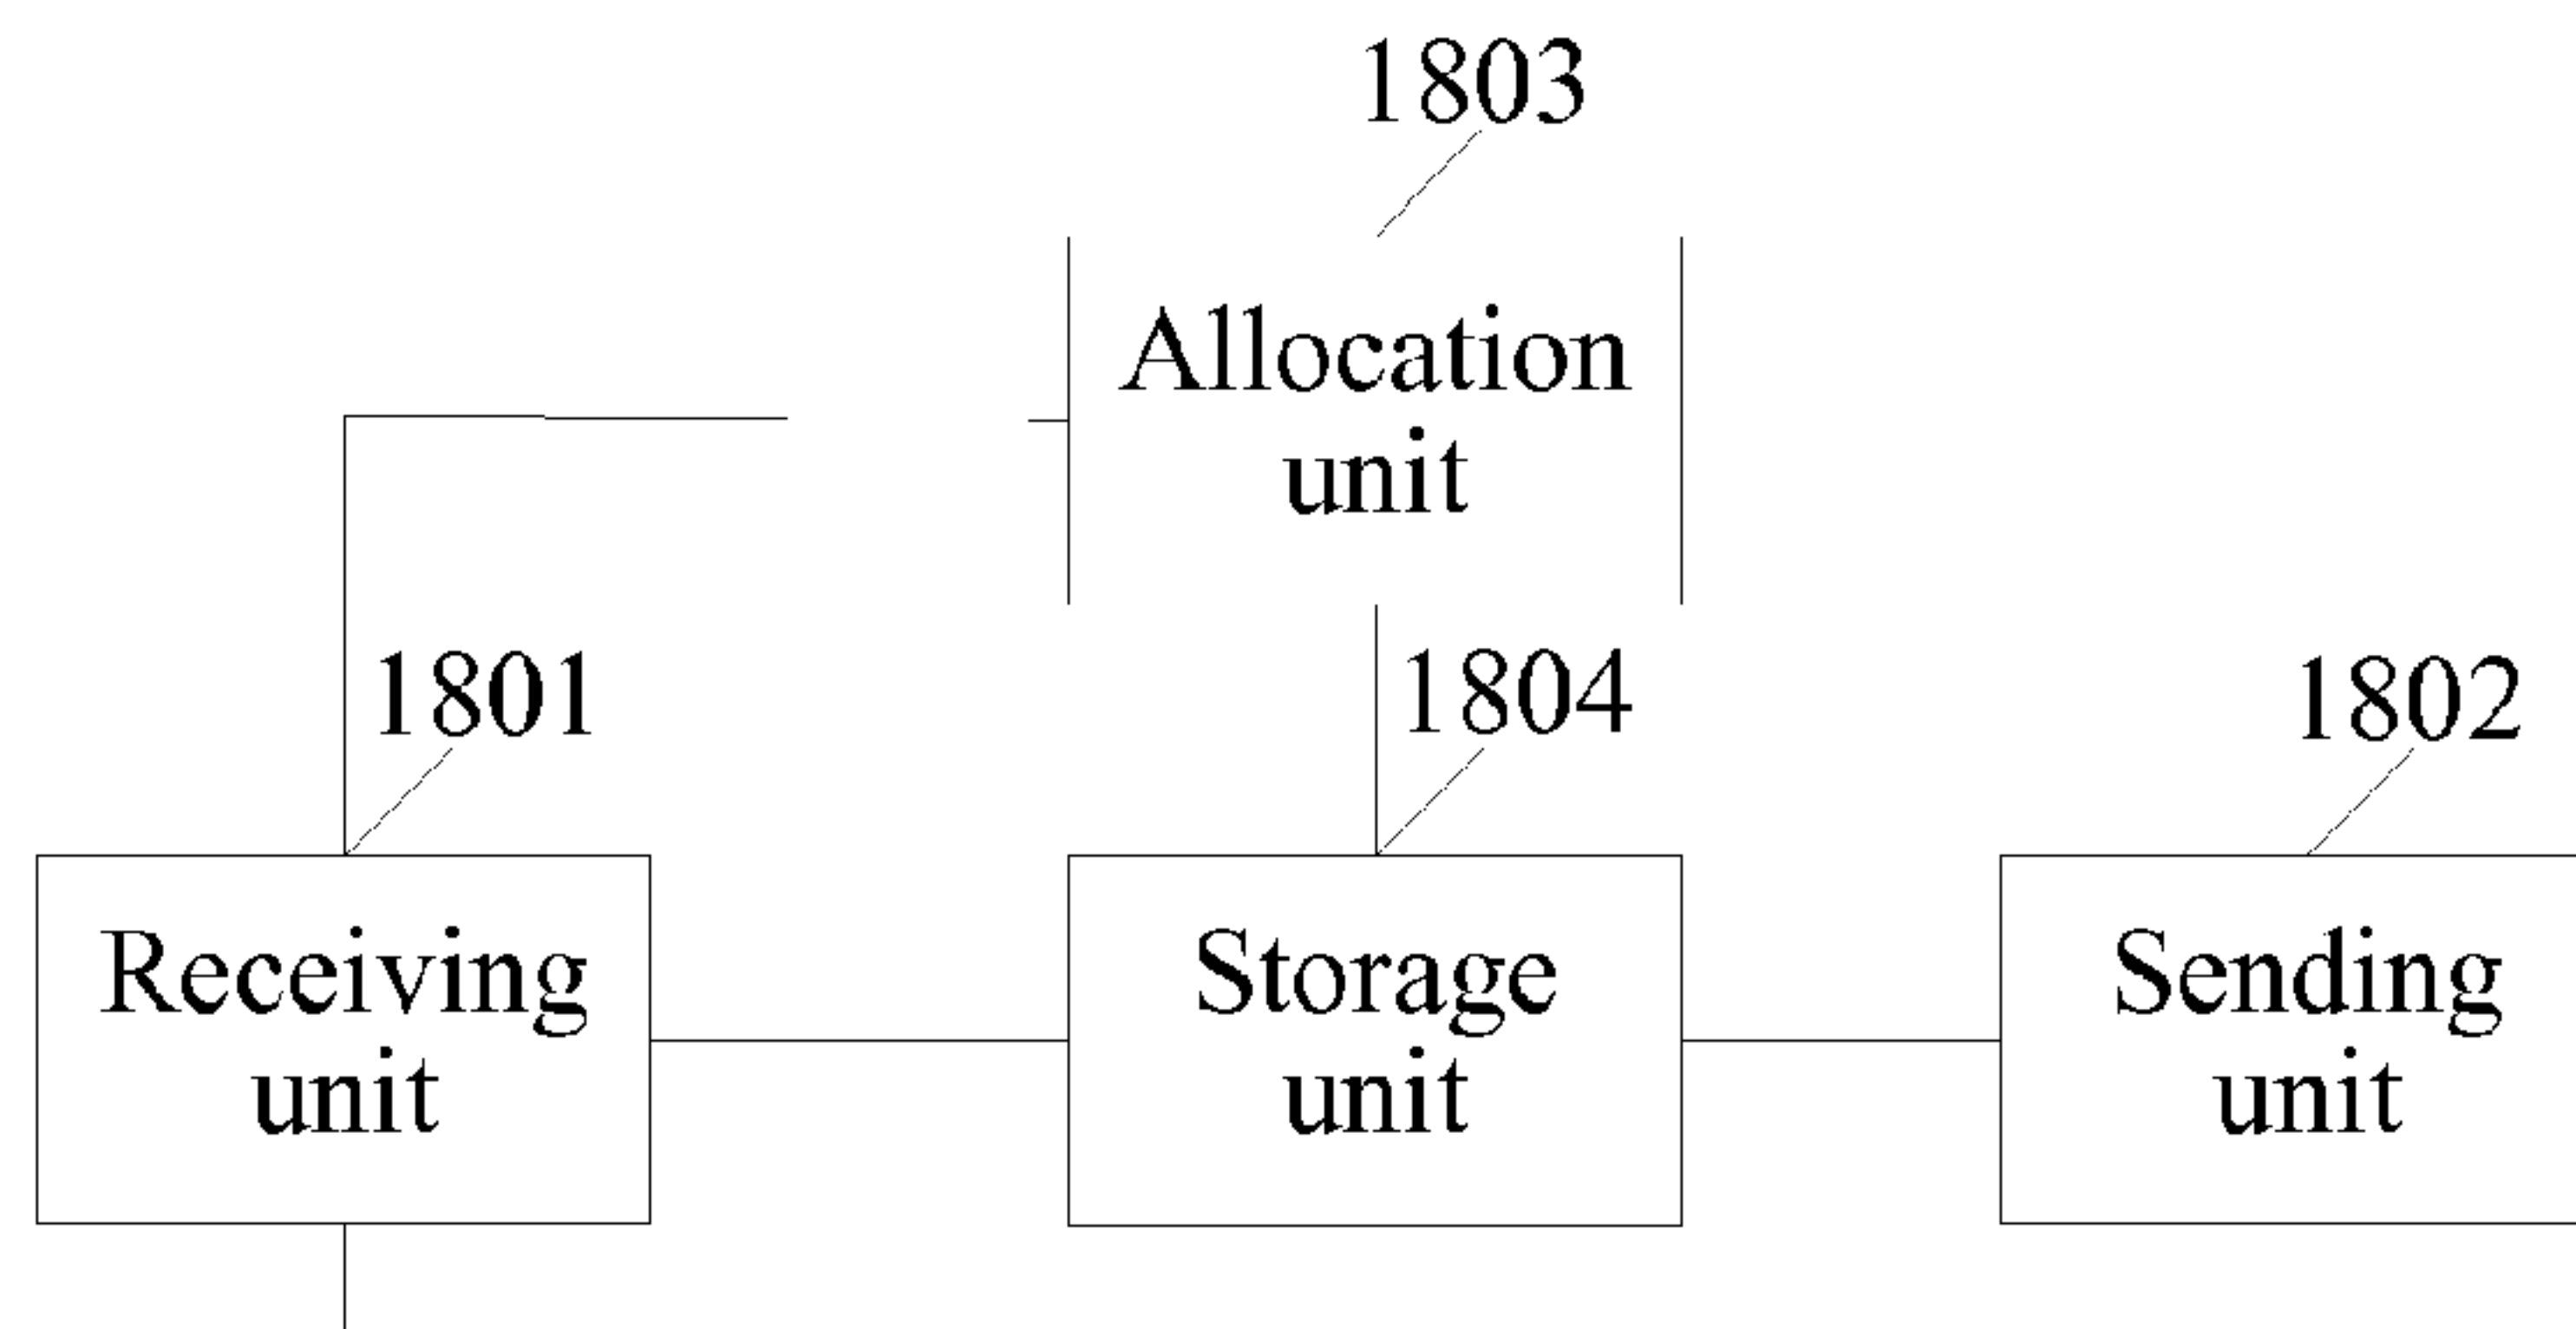 1803
Allocation
unit
1801
1804
1802
Receiving
unit
Storage
unit
Sending
unit